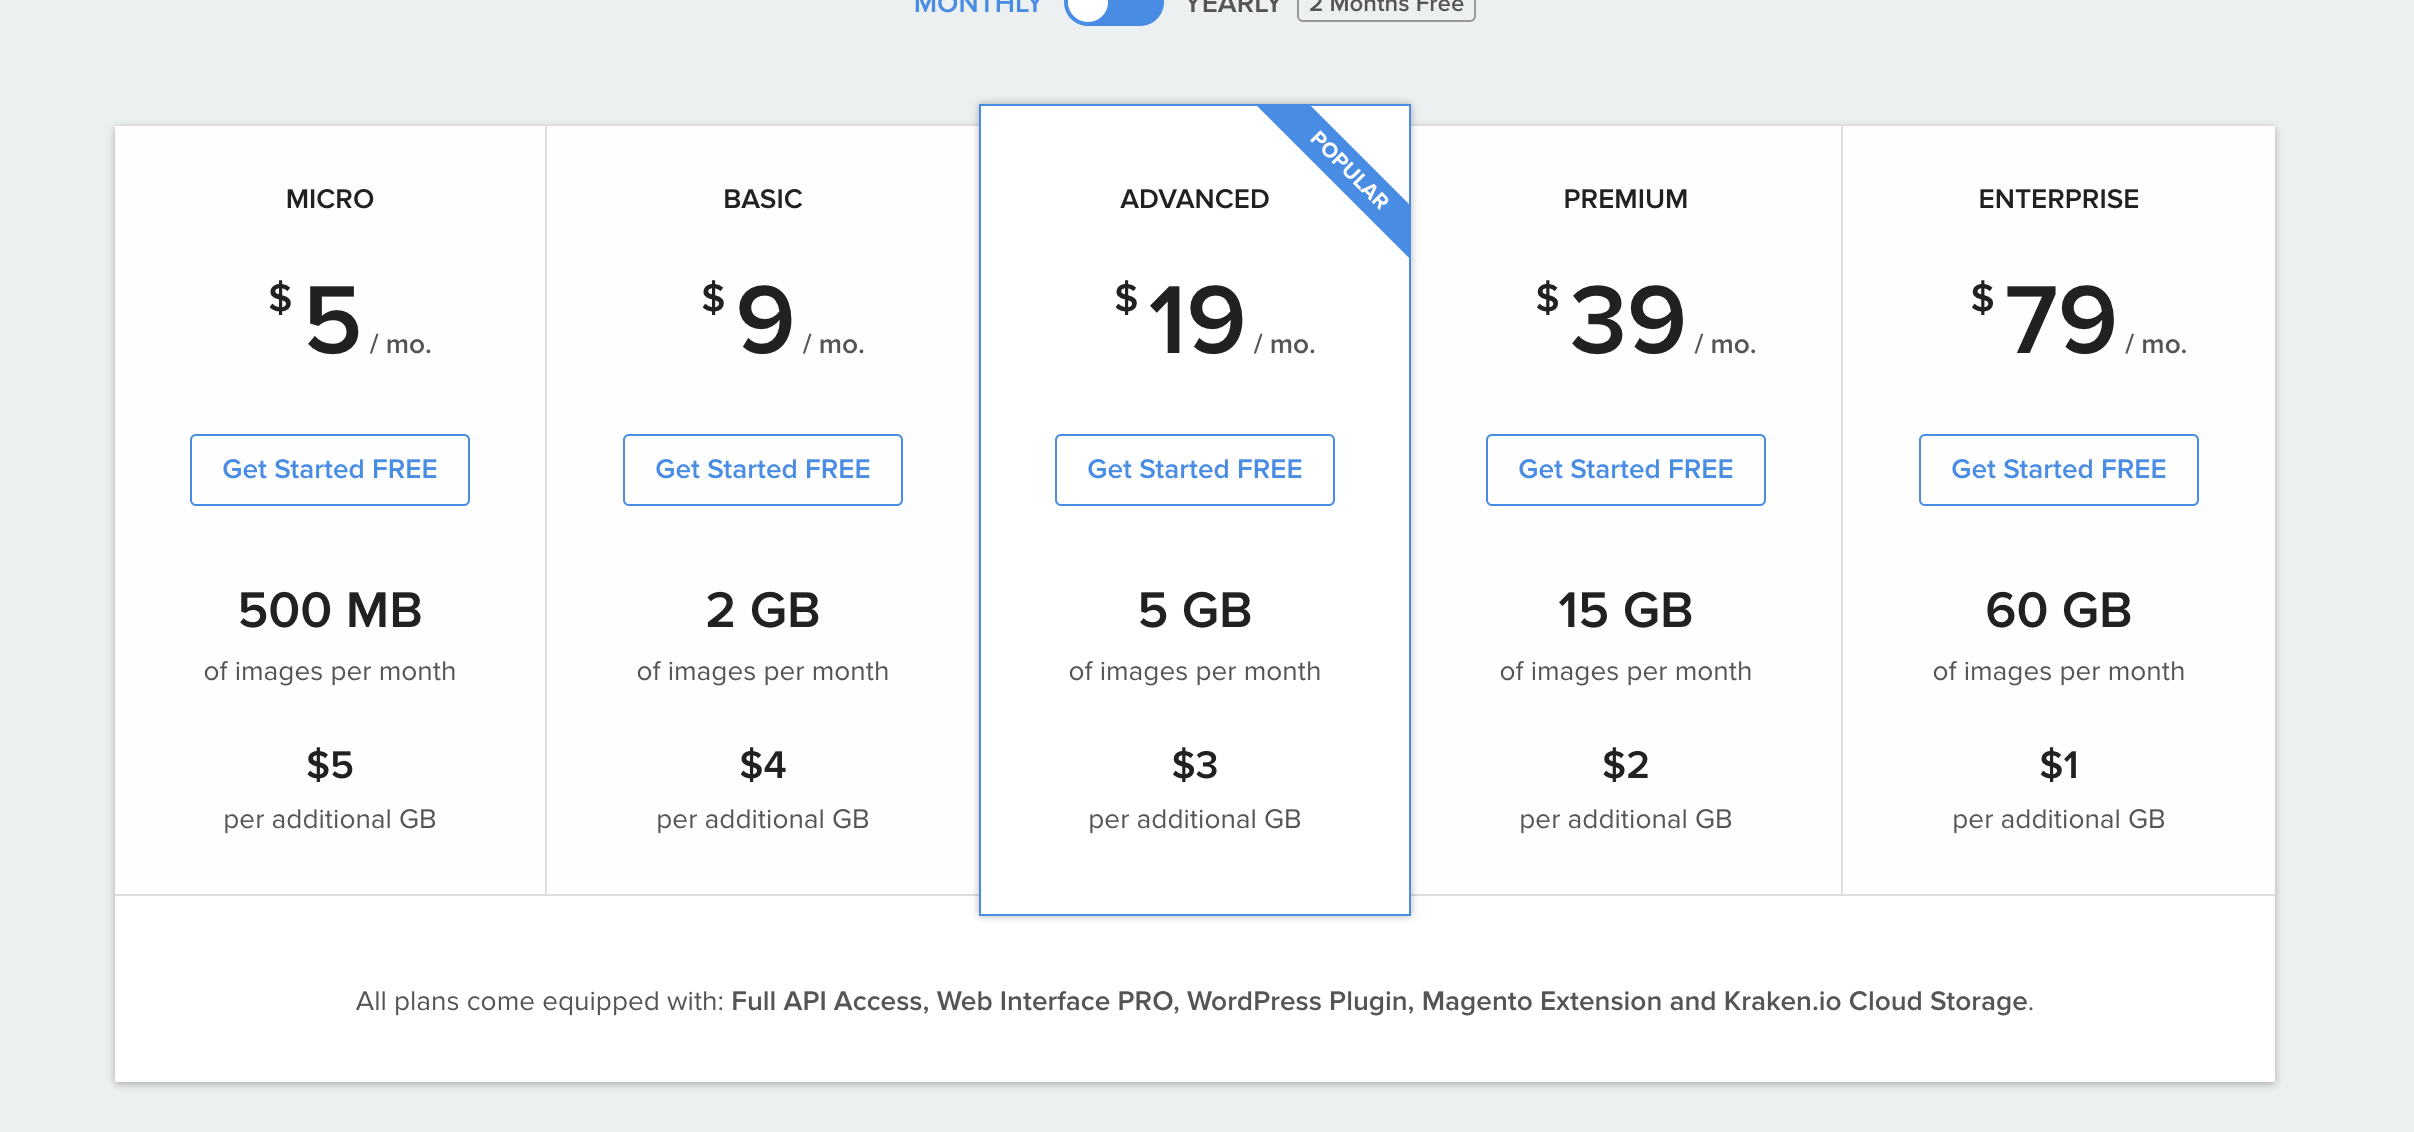 MONTHLY YEARLY 2 Months Free
MICRO
$ 5 / mo.
Get Started FREE
500 MB
of images per month
$5
per additional GB
BASIC
$ 9 / mo.
Get Started FREE
2 GB
of images per month
$4
per additional GB
POPULAR
ADVANCED
$ 19 / mo.
Get Started FREE
5 GB
of images per month
$3
per additional GB
PREMIUM
$ 39 / mo.
Get Started FREE
15 GB
of images per month
$2
per additional GB
ENTERPRISE
$ 79 / mo.
Get Started FREE
60 GB
of images per month
$1
per additional GB
All plans come equipped with: Full API Access, Web Interface PRO, WordPress Plugin, Magento Extension and Kraken.io Cloud Storage.